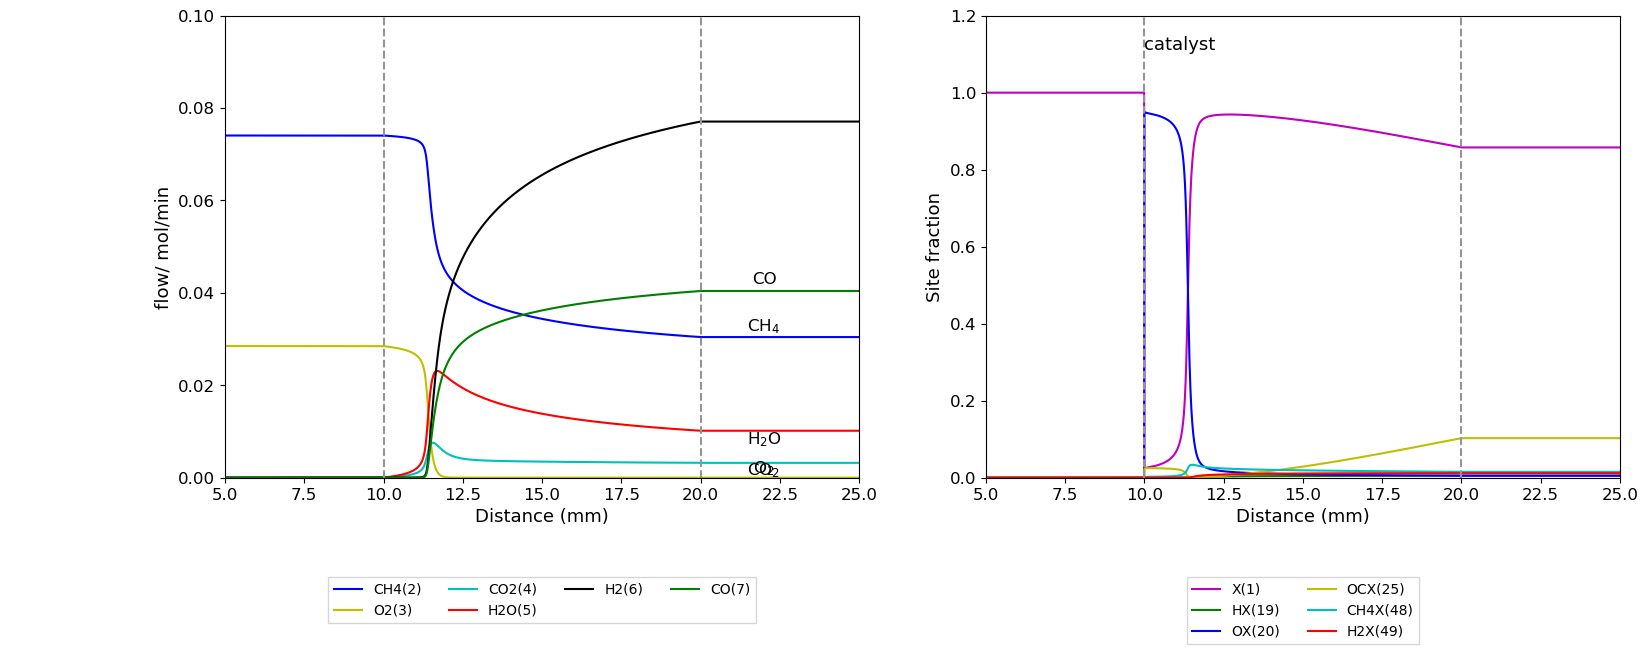 0.10
0.08
0.06
0.04
0.02
0.00
flow/ mol/min
CO
CH₄
H₂O
O₂
CO₂
5.0 7.5 10.0 12.5 15.0 17.5 20.0 22.5 25.0
Distance (mm)
CH4(2) CO2(4) H2(6) CO(7)
O2(3) H2O(5)
1.2
1.0
0.8
0.6
0.4
0.2
0.0
Site fraction
catalyst
5.0 7.5 10.0 12.5 15.0 17.5 20.0 22.5 25.0
Distance (mm)
X(1) OCX(25)
HX(19) CH4X(48)
OX(20) H2X(49)